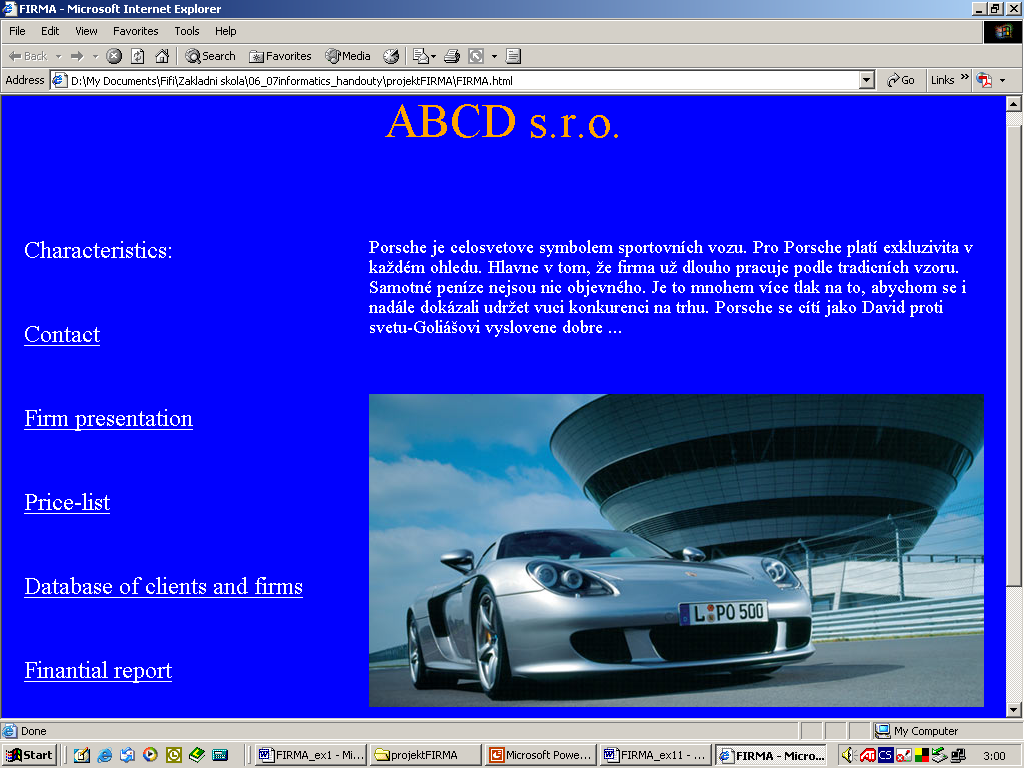 FIRMA - Microsoft Internet Explorer
File Edit View Favorites Tools Help
Back Search Favorites Media
Address D:\My Documents\Fifi\Zakladni skola\06_07informatics_handouty\projektFIRMA\FIRMA.html Go Links »
ABCD s.r.o.
Characteristics:
Contact
Firm presentation
Price-list
Database of clients and firms
Finantial report
Porsche je celosvetove symbolem sportovních vozu. Pro Porsche platí exkluzivita v
každém ohledu. Hlavne v tom, že firma už dlouho pracuje podle tradicních vzoru.
Samotné peníze nejsou nic objevného. Je to mnohem více tlak na to, abychom se i
nadále dokázali udržet vuci konkurenci na trhu. Porsche se cítí jako David proti
svetu-Goliášovi vyslovene dobre ...
L PO 500
Done My Computer
Start FIRMA_ex1 - Mi... projektFIRMA Microsoft Powe... FIRMA_ex11 - ... FIRMA - Micro... CS 3:00